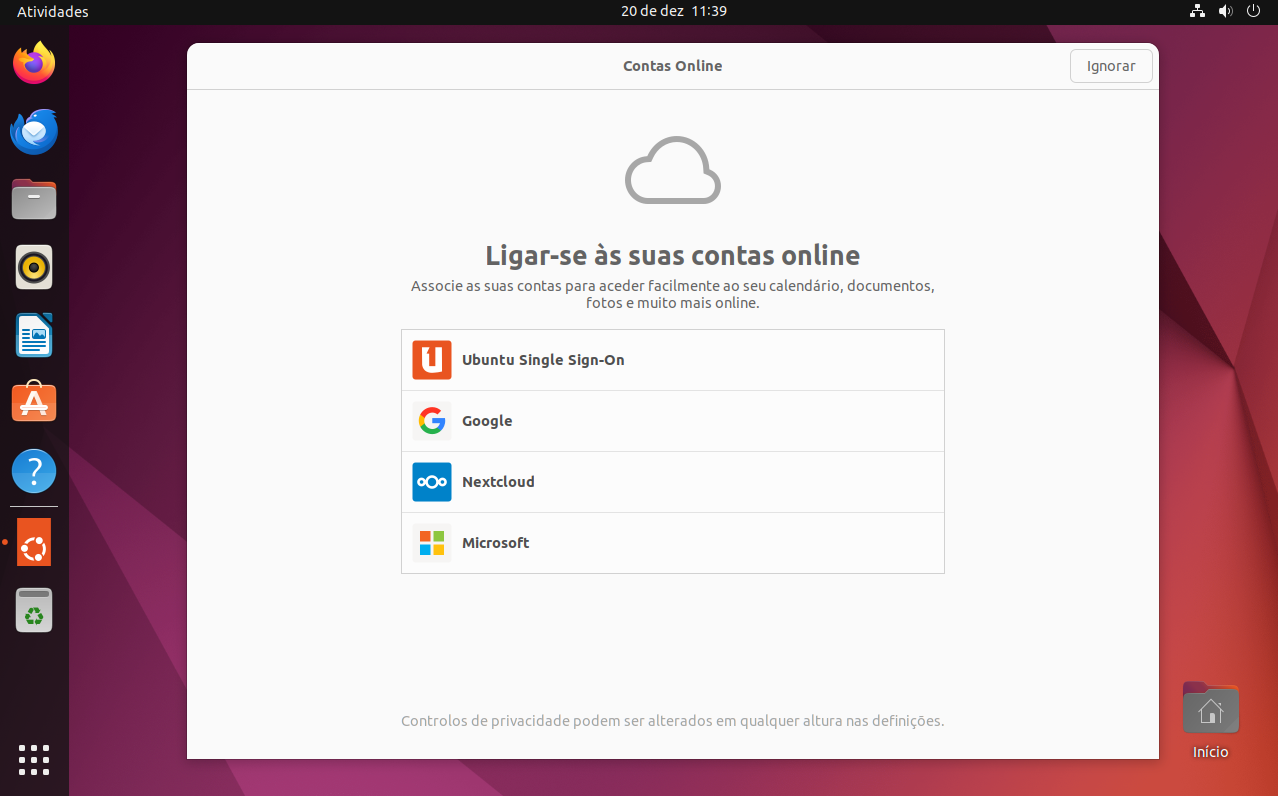 Atividades
20 de dez 11:39
Contas Online
Ignorar
Ligar-se às suas contas online
Associe as suas contas para aceder facilmente ao seu calendário, documentos,
fotos e muito mais online.
Ubuntu Single Sign-On
Google
Nextcloud
Microsoft
Controlos de privacidade podem ser alterados em qualquer altura nas definições.
Início